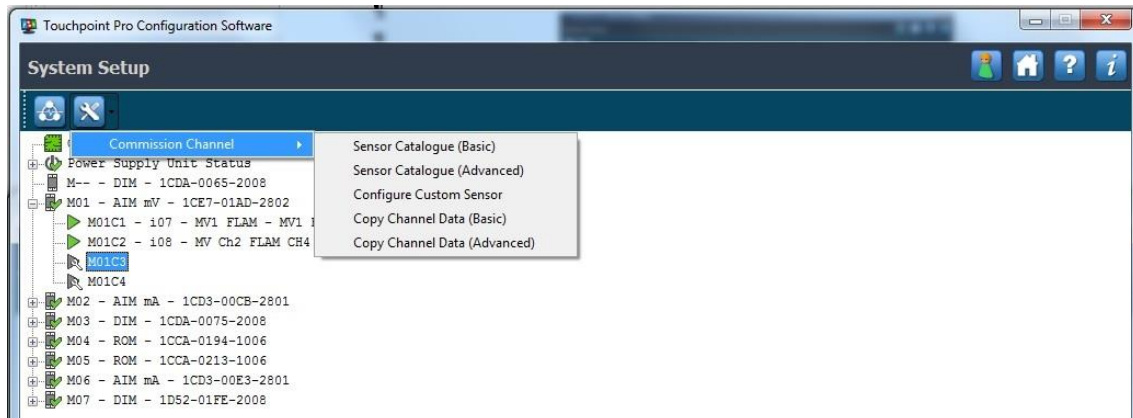 Touchpoint Pro Configuration Software
System Setup
Commission Channel
Sensor Catalogue (Basic)
Sensor Catalogue (Advanced)
Configure Custom Sensor
Copy Channel Data (Basic)
Copy Channel Data (Advanced)
Power Supply Unit Status
M-- - DIM - 1CDA-0065-2008
M01 - AIM mV - 1CE7-01AD-2802
M01C1 - i07 - MV1 FLAM - MV1
M01C2 - i08 - MV Ch2 FLAM CH4
M01C3
M01C4
M02 - AIM mA - 1CD3-00CB-2801
M03 - DIM - 1CDA-0075-2008
M04 - ROM - 1CCA-0194-1006
M05 - ROM - 1CCA-0213-1006
M06 - AIM mA - 1CD3-00E3-2801
M07 - DIM - 1D52-01FE-2008